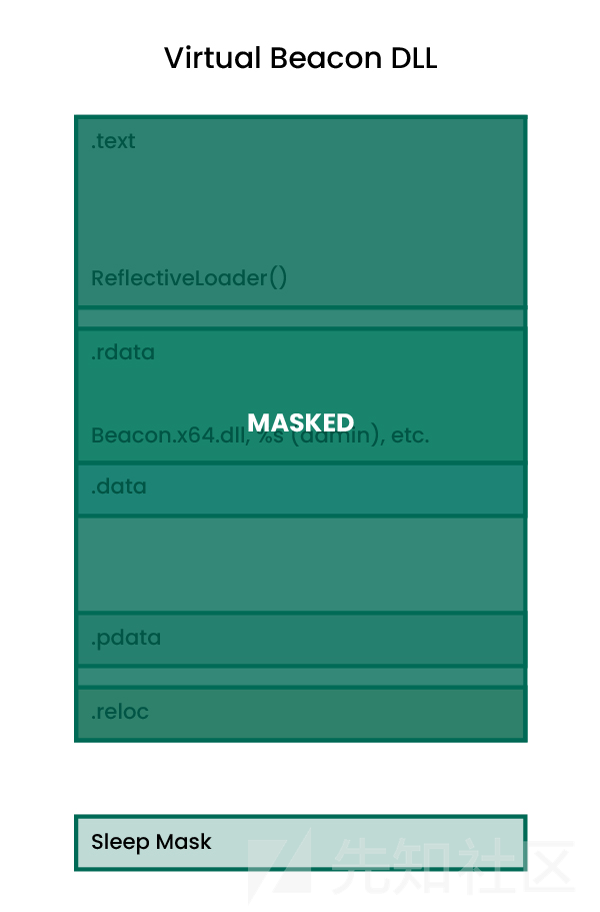 Virtual Beacon DLL
.text
ReflectiveLoader()
.rdata
MASKED
Beacon.x64.dll, %s (admin), etc.
.data
.pdata
.reloc
Sleep Mask
先知社区